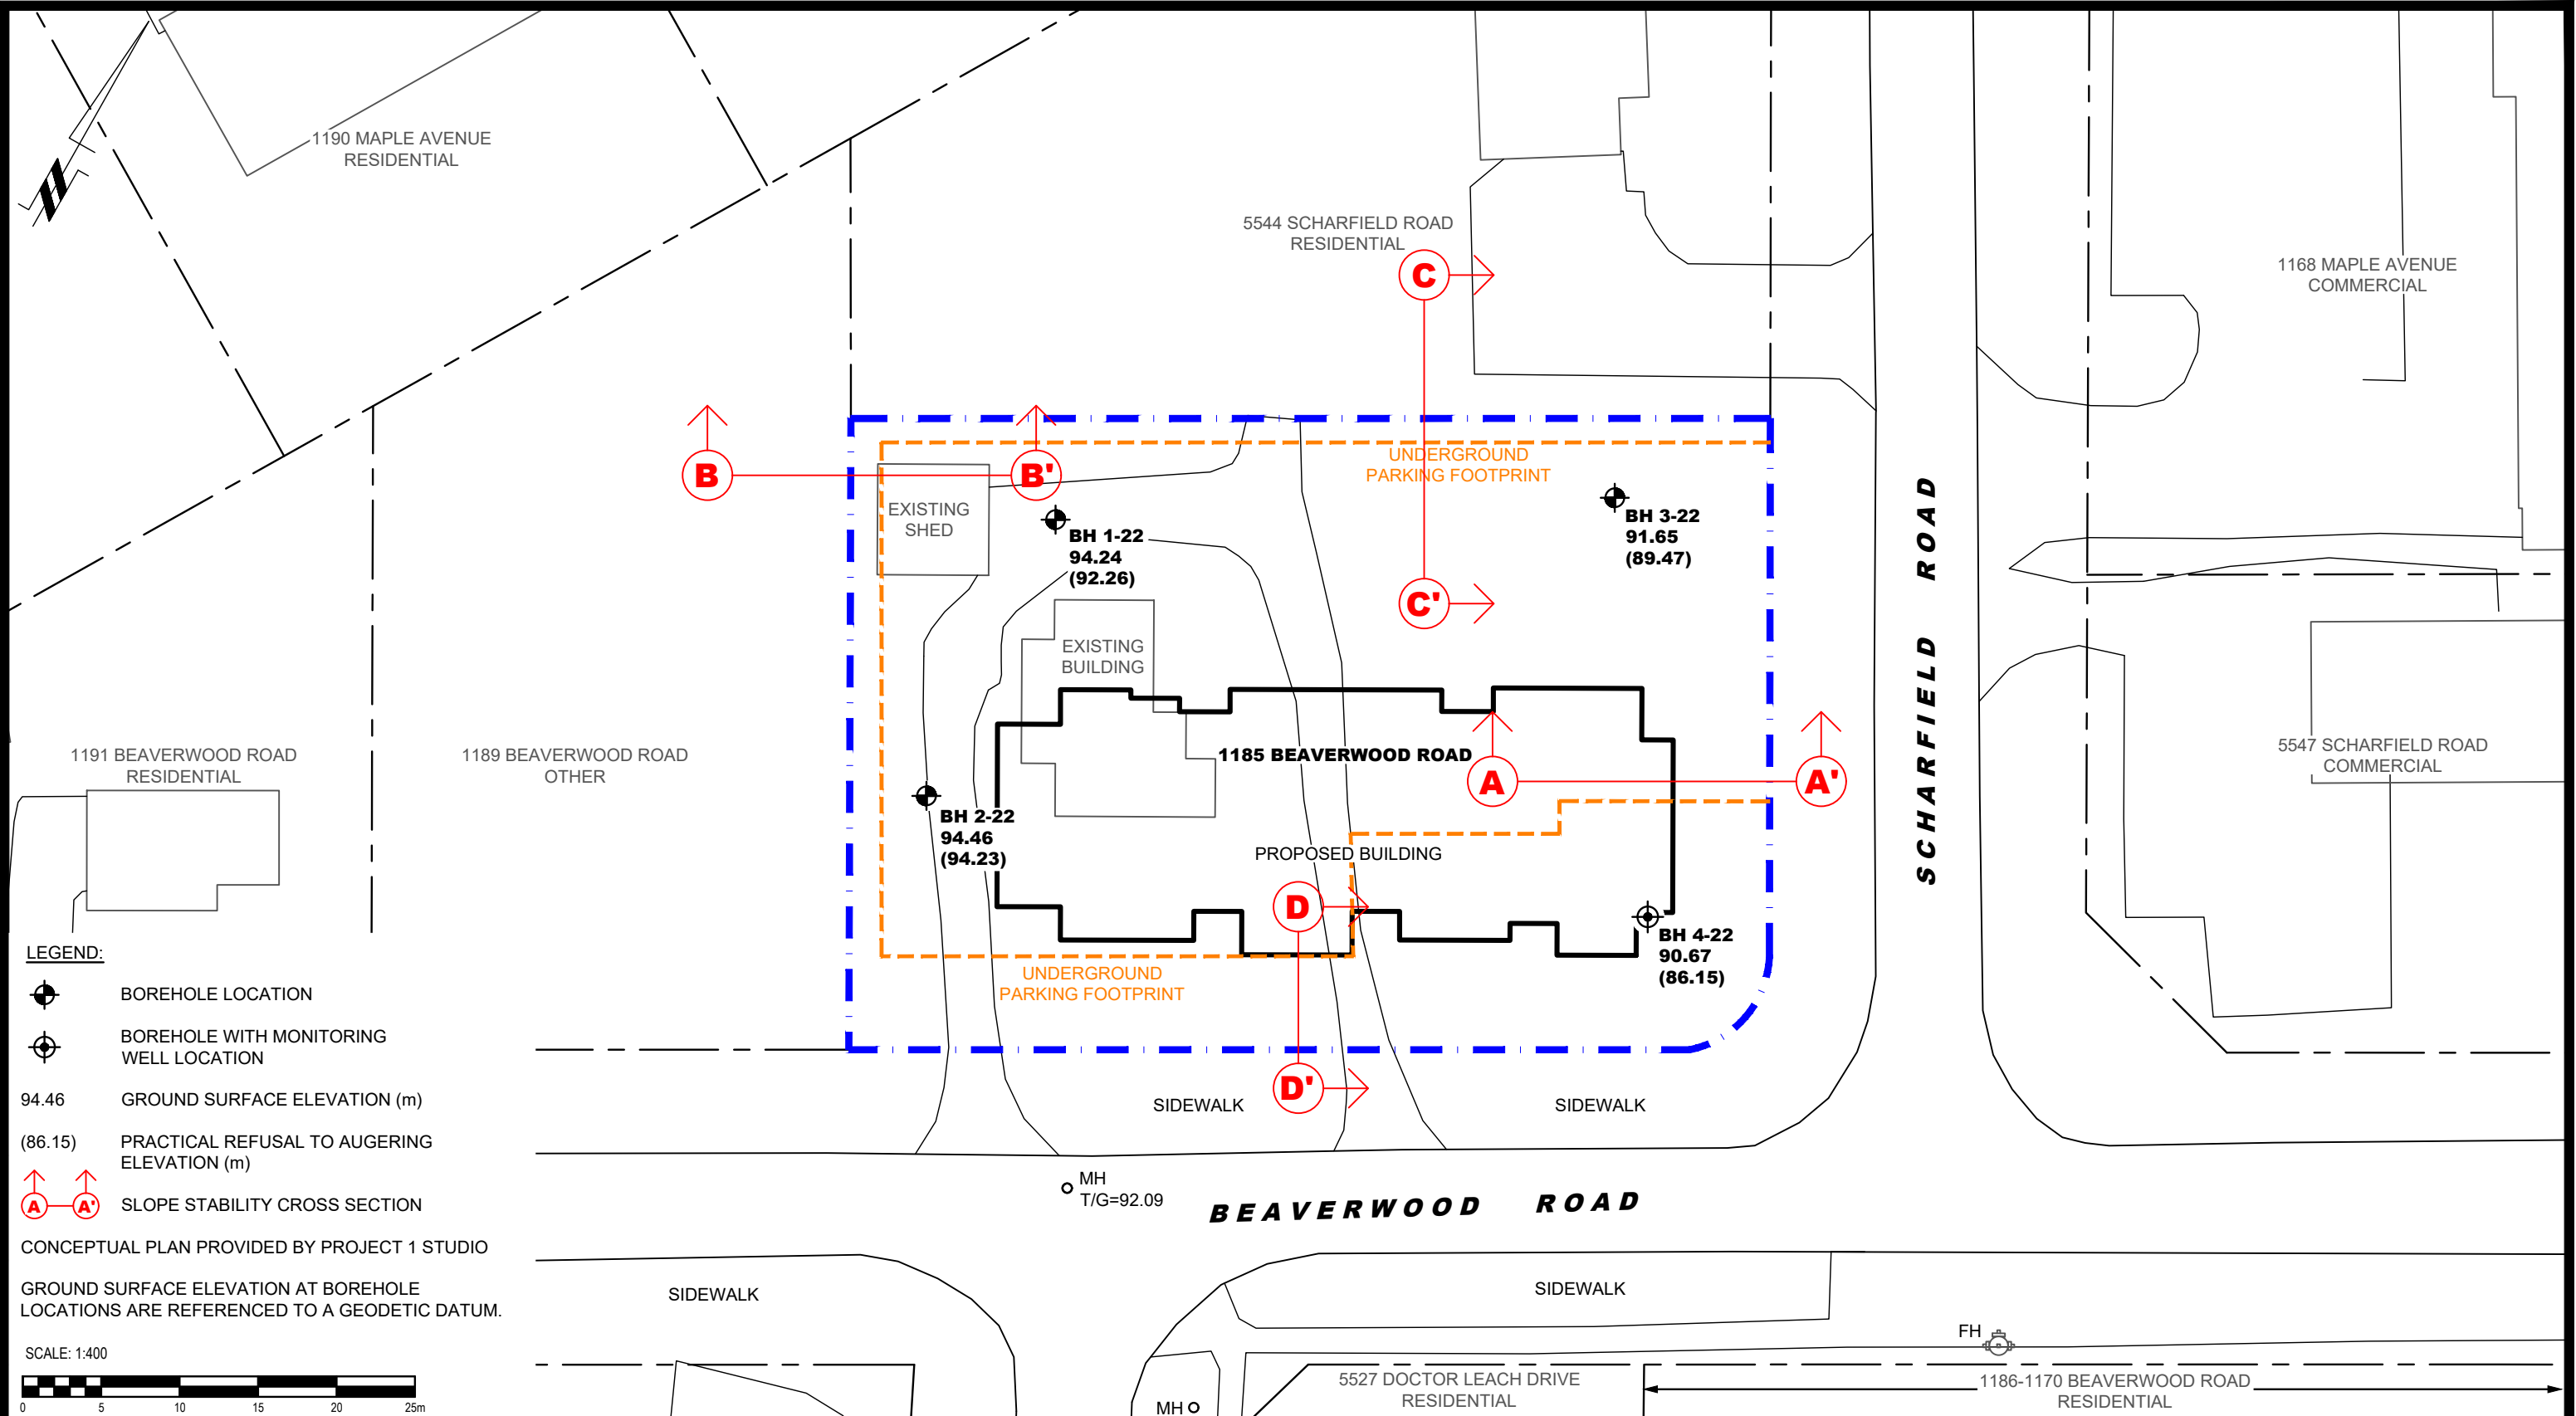 1190 MAPLE AVENUE
RESIDENTIAL
5544 SCHARFIELD ROAD
RESIDENTIAL
C
1168 MAPLE AVENUE
COMMERCIAL
B
B'
UNDERGROUND
PARKING FOOTPRINT
EXISTING
SHED
BH 1-22
94.24
(92.26)
BH 3-22
91.65
(89.47)
C'
EXISTING
BUILDING
SCHARFIELD ROAD
1191 BEAVERWOOD ROAD
RESIDENTIAL
1189 BEAVERWOOD ROAD
OTHER
1185 BEAVERWOOD ROAD
A
A'
5547 SCHARFIELD ROAD
COMMERCIAL
BH 2-22
94.46
(94.23)
PROPOSED BUILDING
D
BH 4-22
90.67
(86.15)
UNDERGROUND
PARKING FOOTPRINT
D'
SIDEWALK
SIDEWALK
MH
T/G=92.09
BEAVERWOOD ROAD
SIDEWALK
SIDEWALK
FH
5527 DOCTOR LEACH DRIVE
RESIDENTIAL
1186-1170 BEAVERWOOD ROAD
RESIDENTIAL
MH
LEGEND:
BOREHOLE LOCATION
BOREHOLE WITH MONITORING
WELL LOCATION
94.46 GROUND SURFACE ELEVATION (m)
(86.15) PRACTICAL REFUSAL TO AUGERING
ELEVATION (m)
A A' SLOPE STABILITY CROSS SECTION
CONCEPTUAL PLAN PROVIDED BY PROJECT 1 STUDIO
GROUND SURFACE ELEVATION AT BOREHOLE
LOCATIONS ARE REFERENCED TO A GEODETIC DATUM.
SCALE: 1:400
0 5 10 15 20 25m